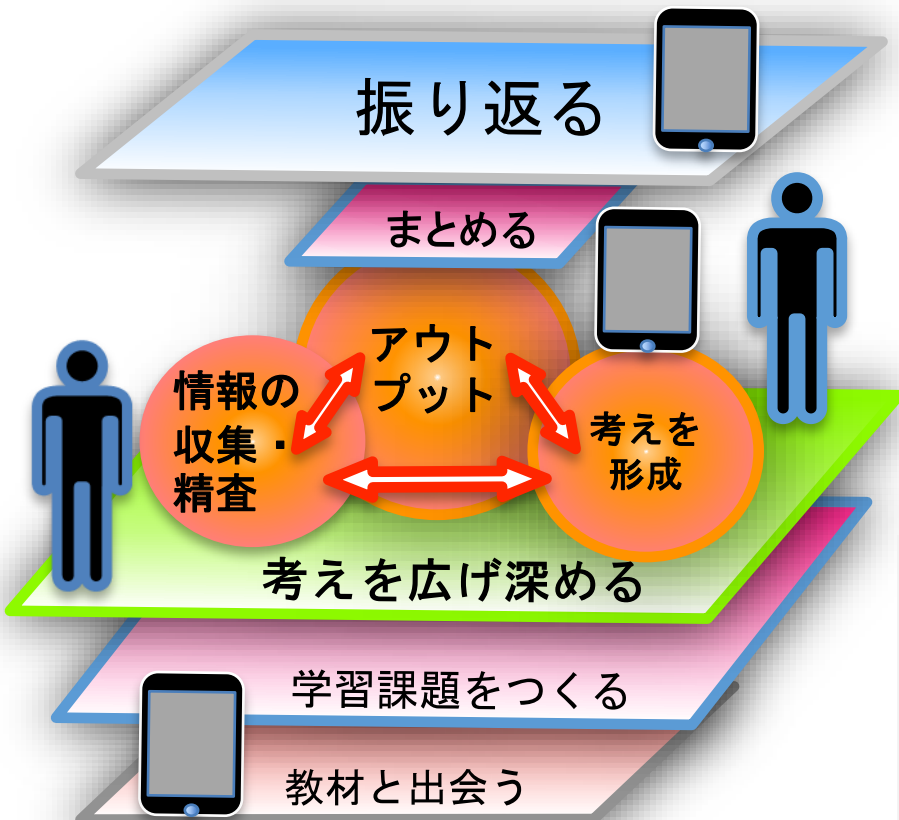 振り返る
まとめる
アウト
プット
情報の
収集・
精査
考えを
形成
考えを広げ深める
学習課題をつくる
教材と出会う